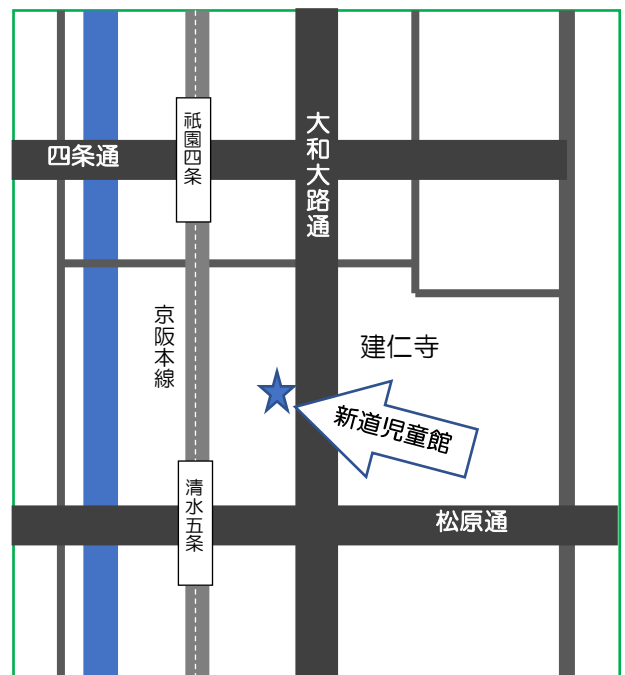 祇園四条
大和大路通
四条通
京阪本線
建仁寺
新道児童館
清水五条
松原通